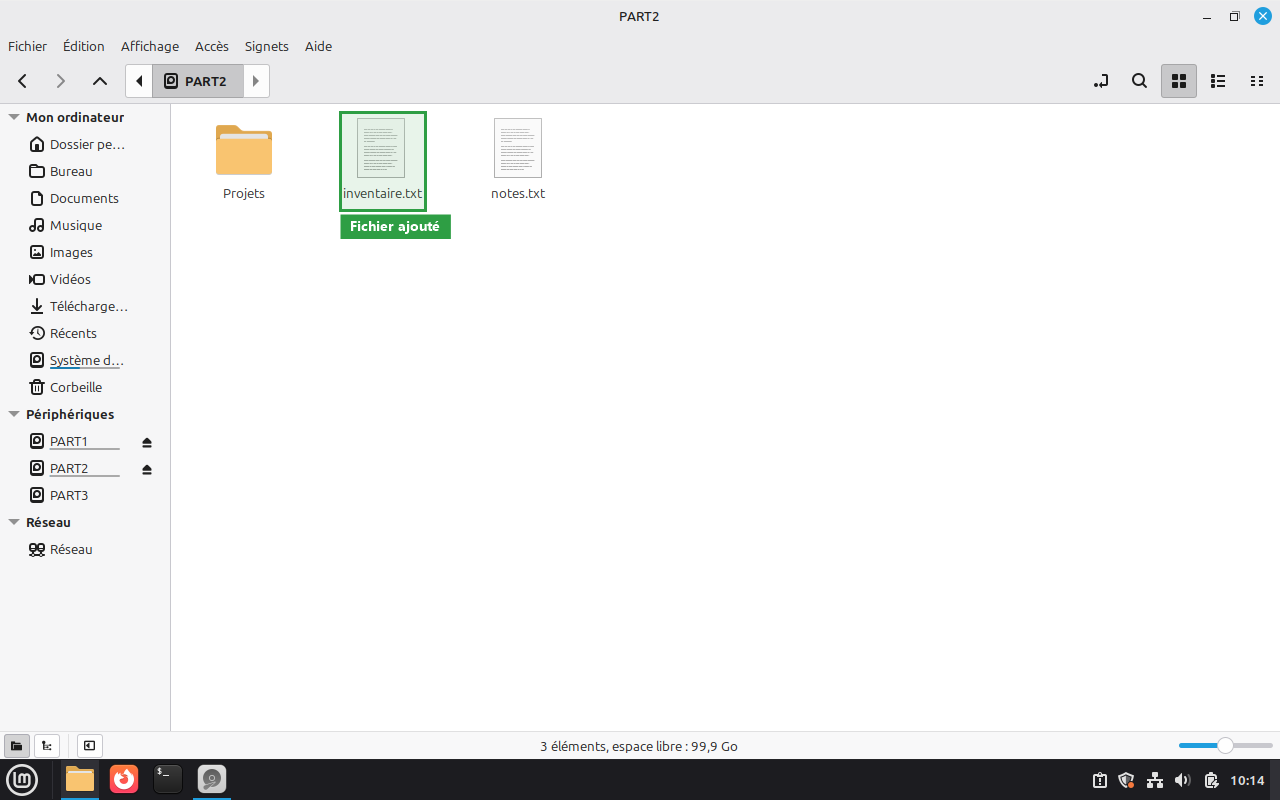 PART2
Fichier Édition Affichage Accès Signets Aide
PART2
Mon ordinateur
Dossier pe…
Bureau
Documents
Musique
Images
Vidéos
Télécharge…
Récents
Système d…
Corbeille
Périphériques
PART1
PART2
PART3
Réseau
Réseau
Projets
inventaire.txt
notes.txt
Fichier ajouté
3 éléments, espace libre : 99,9 Go
10:14